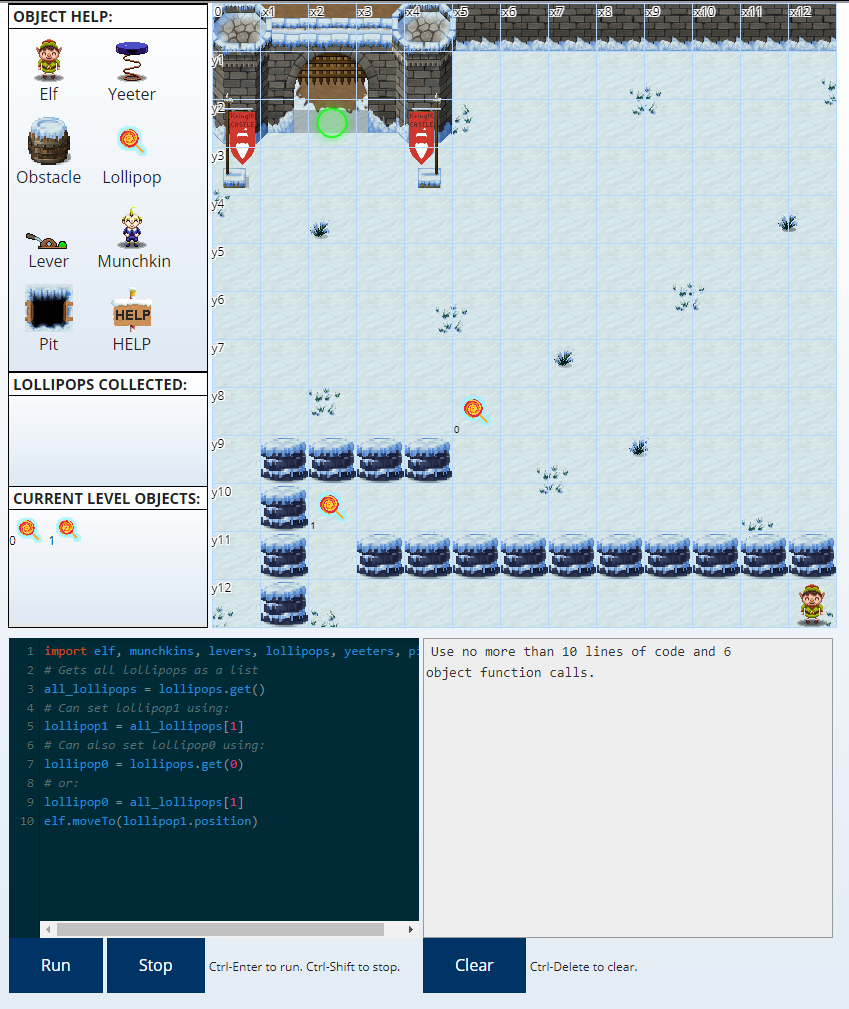 OBJECT HELP:
Elf
Yeeter
Obstacle
Lollipop
Lever
Munchkin
HELP
Pit
HELP
LOLLIPOPS COLLECTED:
CURRENT LEVEL OBJECTS:
0
1
0 x1 x2 x3 x4 x5 x6 x7 x8 x9 x10 x11 x12
y1
y2
CASTLE
CASTLE
y3
y4
y5
y6
y7
y8
0
y9
y10
1
y11
y12
1 import elf, munchkins, levers, lollipops, yeeters, pi
2 # Gets all lollipops as a list
3 all_lollipops = lollipops.get()
4 # Can set lollipop1 using:
5 lollipop1 = all_lollipops[1]
6 # Can also set lollipop0 using:
7 lollipop0 = lollipops.get(0)
8 # or:
9 lollipop0 = all_lollipops[1]
10 elf.moveTo(lollipop1.position)
Use no more than 10 lines of code and 6
object function calls.
Run
Stop
Ctrl-Enter to run. Ctrl-Shift to stop.
Clear
Ctrl-Delete to clear.